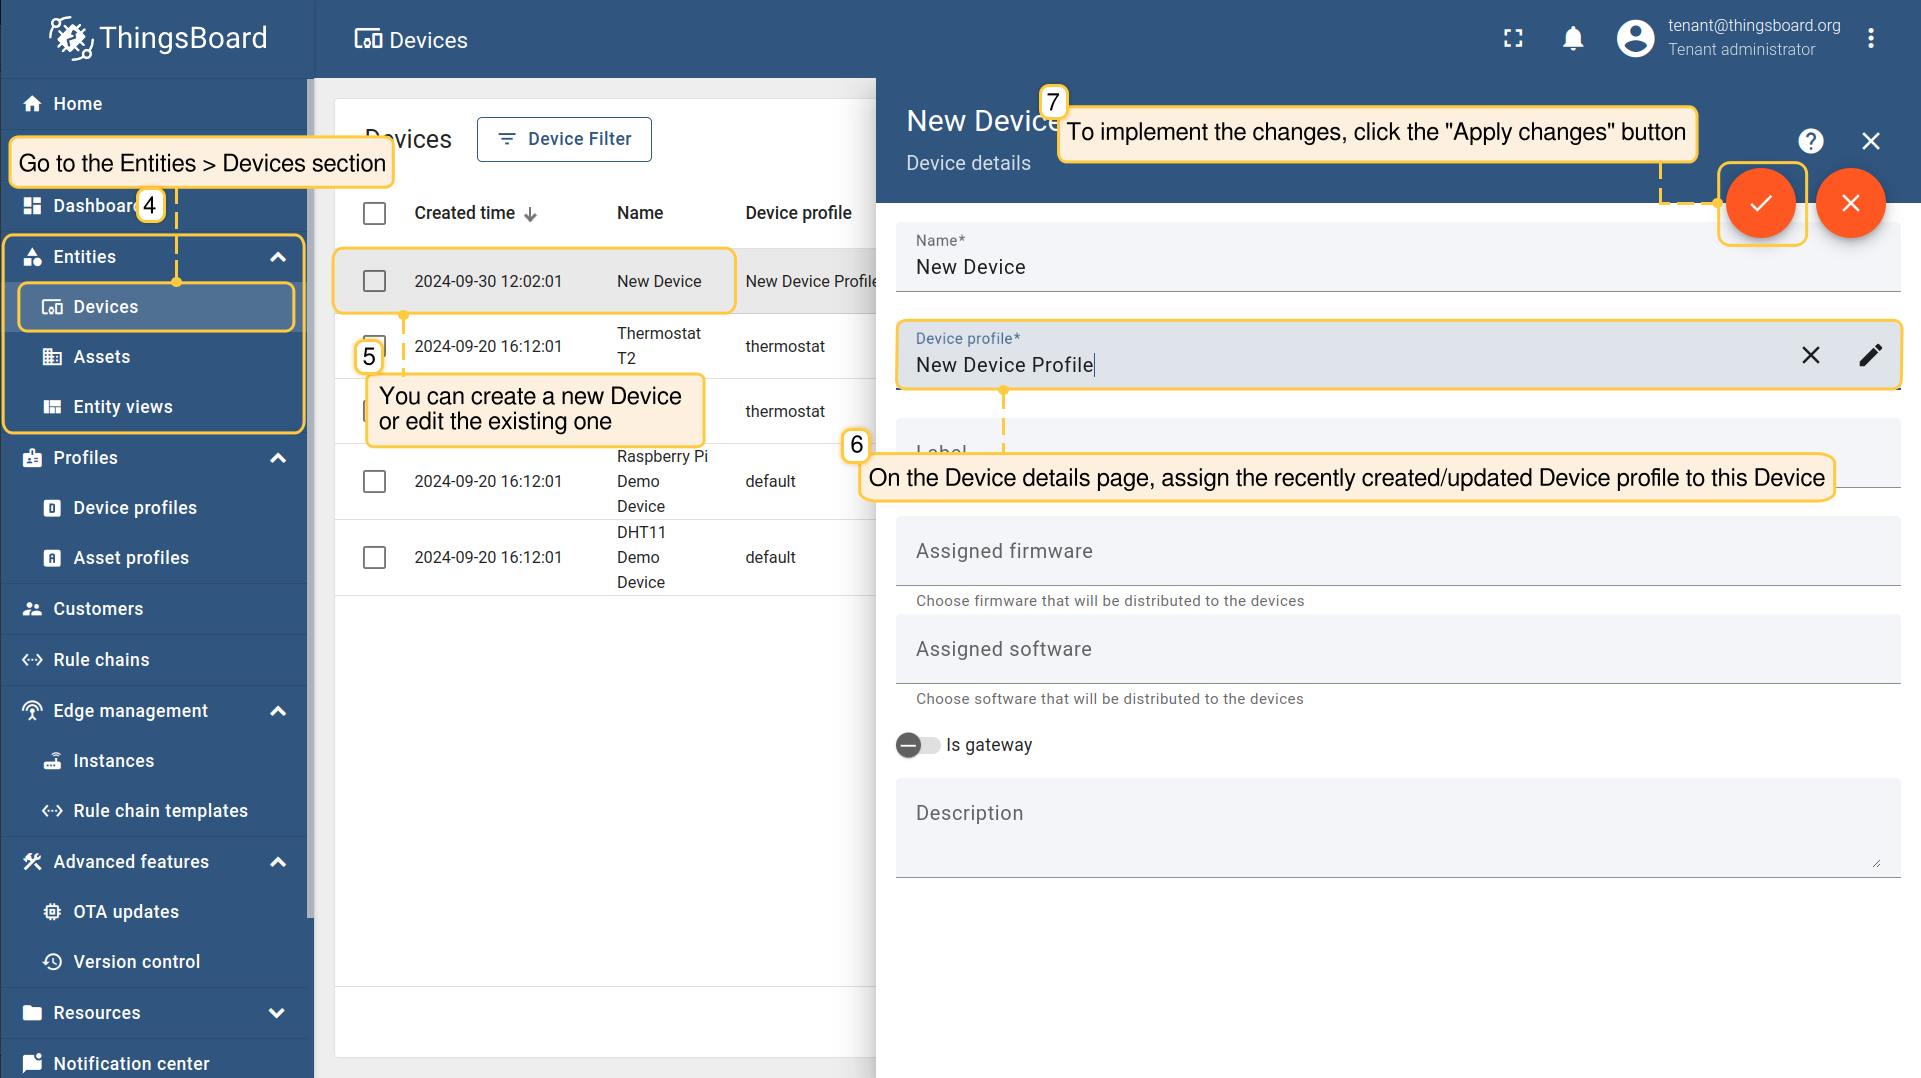 ThingsBoard
Devices
tenant@thingsboard.org
Tenant administrator
Home
Go to the Entities > Devices section
4
Dashboar
Entities
Devices
Assets
Entity views
Profiles
Device profiles
Asset profiles
Customers
Rule chains
Edge management
Instances
Rule chain templates
Advanced features
OTA updates
Version control
Resources
Notification center
Devices
Device Filter
Created time
Name
Device profile
2024-09-30 12:02:01
New Device
New Device Profile
2024-09-20 16:12:01
Thermostat
T2
thermostat
5
You can create a new Device
or edit the existing one
thermostat
2024-09-20 16:12:01
Raspberry Pi
Demo
Device
default
2024-09-20 16:12:01
DHT11
Demo
Device
default
New Device
Device details
7
To implement the changes, click the "Apply changes" button
Name*
New Device
Device profile*
New Device Profile
Label
6
On the Device details page, assign the recently created/updated Device profile to this Device
Assigned firmware
Choose firmware that will be distributed to the devices
Assigned software
Choose software that will be distributed to the devices
Is gateway
Description